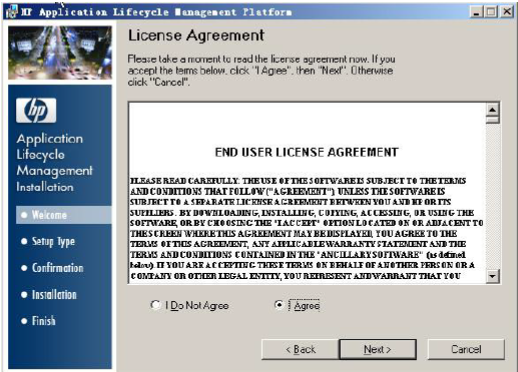 HP Application Lifecycle Management Platform
License Agreement
Please take a moment to read the license agreement now. If you
accept the terms below, click "I Agree", then "Next". Otherwise
click "Cancel".
hp
Application
Lifecycle
Management
Installation
Welcome
Setup Type
Confirmation
Installation
Finish
END USER LICENSE AGREEMENT
PLEASE READ CAREFULLY: THE USE OF THE SOFTWARE IS SUBJECT TO THE TERMS
AND CONDITIONS THAT FOLLOW ("AGREEMENT") UNLESS THE SOFTWARE IS
SUBJECT TO A SEPARATE LICENSE AGREEMENT BETWEEN YOU AND HP OR ITS
SUPPLIERS. BY DOWNLOADING, INSTALLING, COPYING, ACCESSING, OR USING THE
SOFTWARE, OR BY CHOOSING THE "I ACCEPT" OPTION LOCATED ON OR ADJACENT TO
THE SCREEN WHERE THIS AGREEMENT MAY BE DISPLAYED, YOU AGREE TO THE
TERMS OF THIS AGREEMENT, ANY APPLICABLE WARRANTY STATEMENT AND THE
TERMS AND CONDITIONS CONTAINED IN THE "ANCILLARY SOFTWARE" (as defined
below). IF YOU ARE ACCEPTING THESE TERMS ON BEHALF OF ANOTHER PERSON OR A
COMPANY OR OTHER LEGAL ENTITY, YOU REPRESENT AND WARRANT THAT YOU
I Do Not Agree
I Agree
< Back
Next >
Cancel